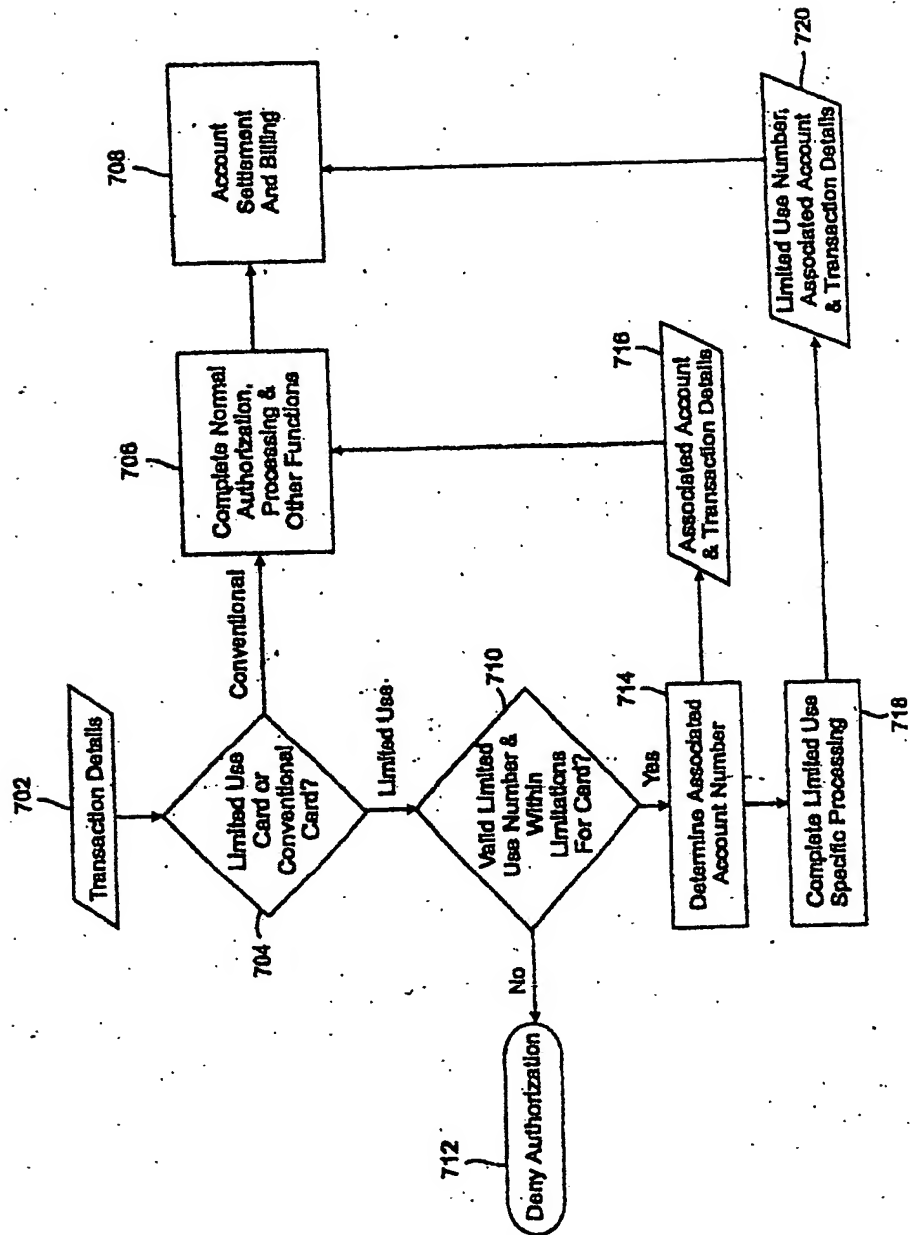 702
Transaction Details
704
Limited Use
Card or
Conventional
Card?
Conventional
706
Complete Normal
Authorization,
Processing &
Other Functions
708
Account
Settlement
And Billing
Limited Use
710
Valid Limited
Use Number &
Within
Limitations
For Card?
No
712
Deny Authorization
Yes
714
Determine Associated
Account Number
716
Associated Account
& Transaction Details
718
Complete Limited Use
Specific Processing
720
Limited Use Number,
Associated Account
& Transaction Details